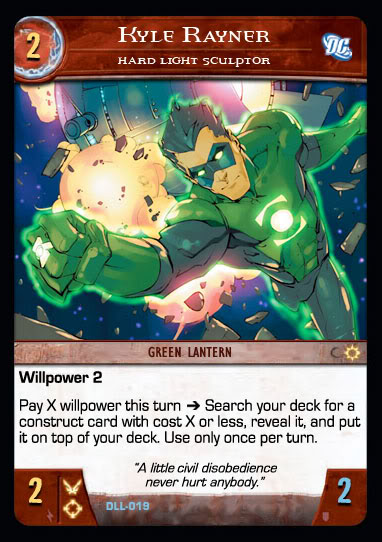 2
Kyle Rayner
Hard Light Sculptor
DC
GREEN LANTERN
Willpower 2
Pay X willpower this turn ➔ Search your deck for a
construct card with cost X or less, reveal it, and put
it on top of your deck. Use only once per turn.
“A little civil disobedience
never hurt anybody.”
2
DLL-019
2